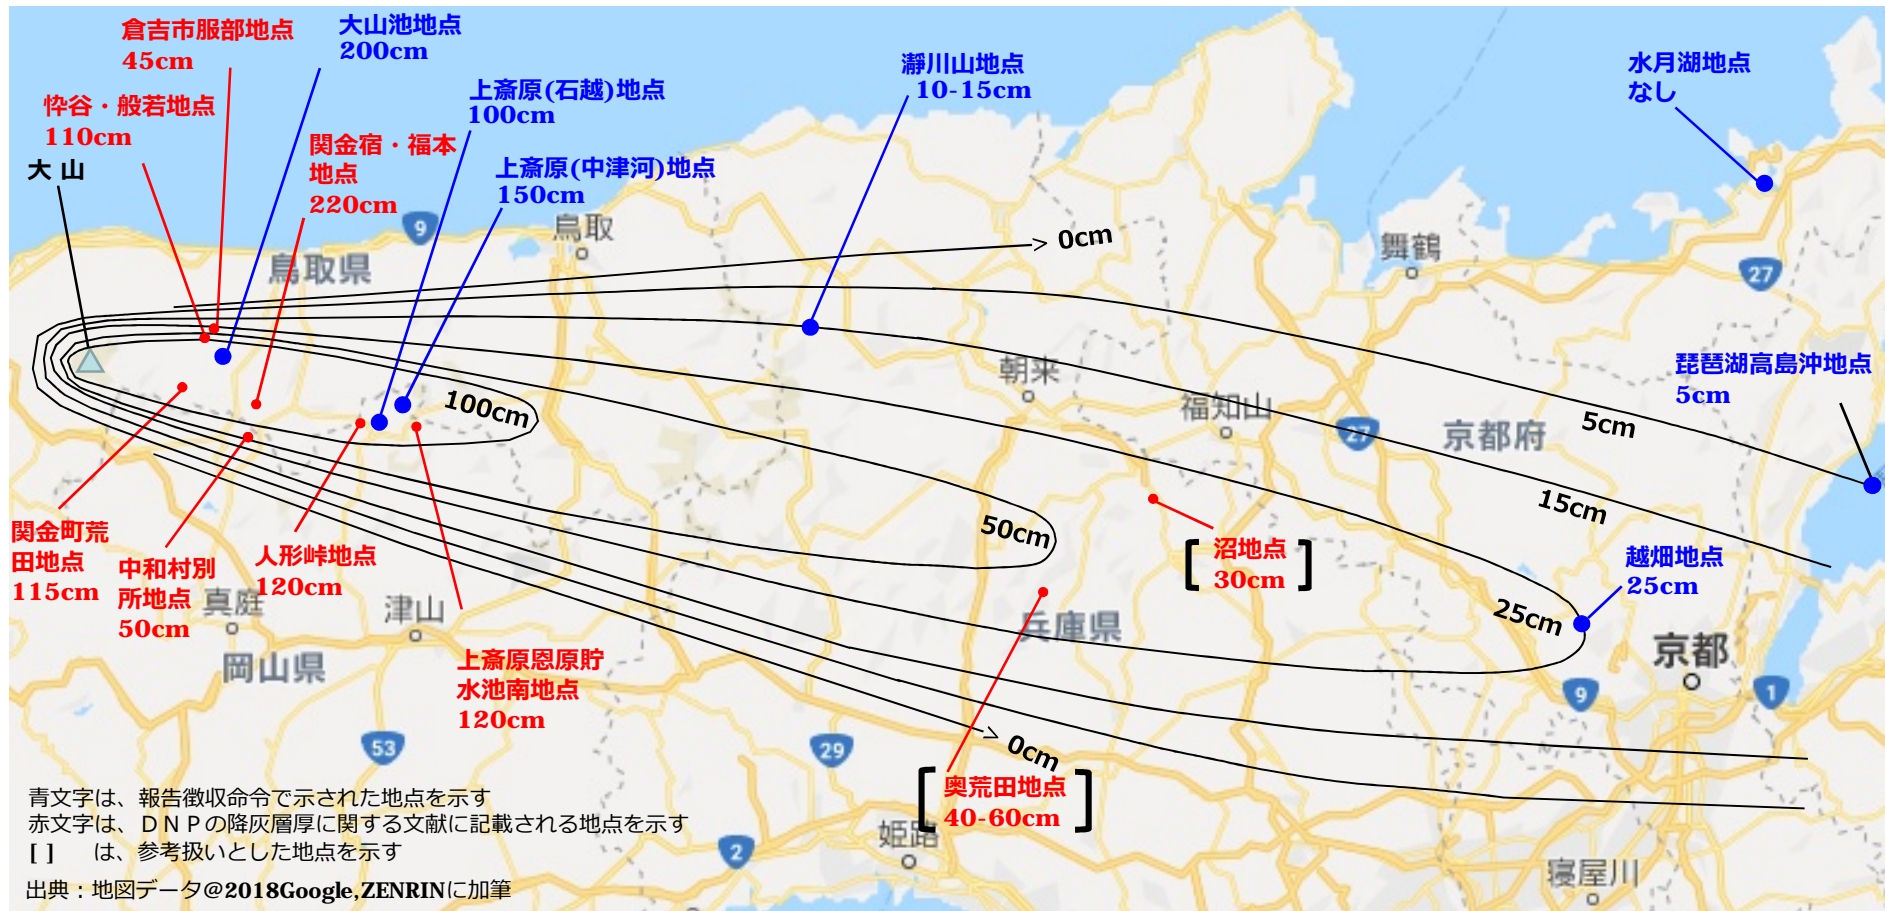 倉吉市服部地点
45cm
大山池地点
200cm
上斎原(石越)地点
100cm
瀞川山地点
10-15cm
水月湖地点
なし
忰谷・般若地点
110cm
関金宿・福本
地点
220cm
上斎原(中津河)地点
150cm
大 山
9
鳥取
鳥取県
> 0cm
舞鶴
27
朝来
福知山
27
京都府
琵琶湖高島沖地点
5cm
100cm
5cm
15cm
50cm
25cm
関金町荒
田地点
115cm
中和村別
所地点
50cm
人形峠地点
120cm
沼地点
30cm
越畑地点
25cm
真庭
津山
兵庫県
京都
岡山県
上斎原恩原貯
水池南地点
120cm
9
1
53
29
> 0cm
奥荒田地点
40-60cm
姫路
2
寝屋川
青文字は、報告徴収命令で示された地点を示す
赤文字は、ＤＮＰの降灰層厚に関する文献に記載される地点を示す
[ ] は、参考扱いとした地点を示す
出典：地図データ@2018Google,ZENRINに加筆